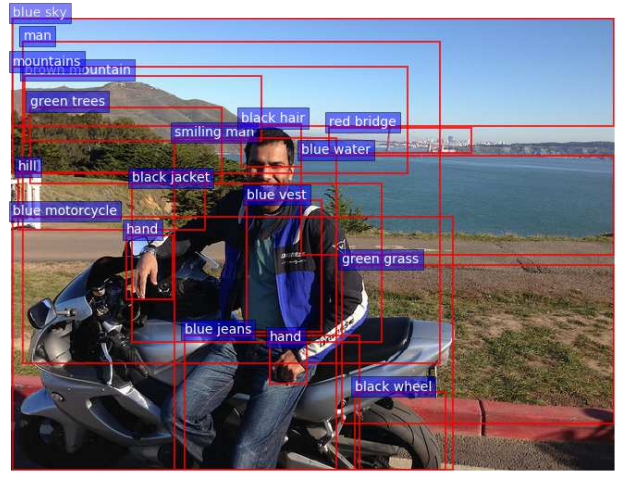 blue sky
man
mountains
brown mountain
green trees
black hair
red bridge
smiling man
blue water
hill
black jacket
blue vest
blue motorcycle
hand
green grass
blue jeans
hand
black wheel